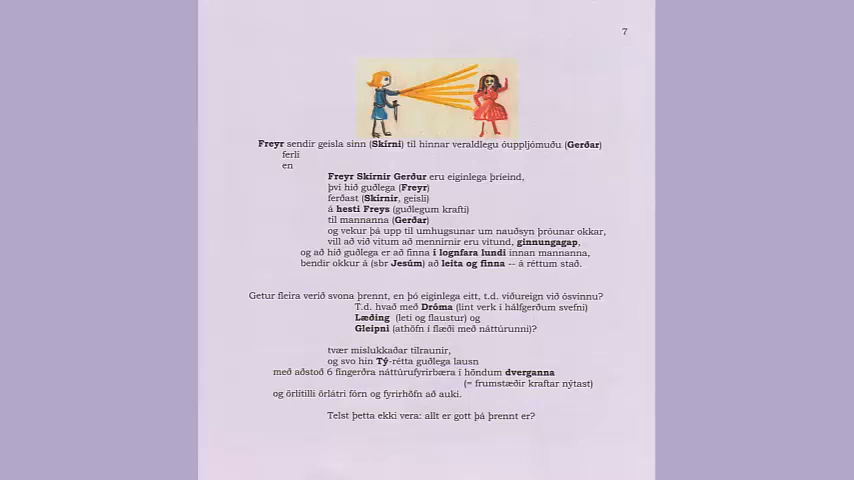 7
Freyr sendir geisla sinn (Skírni) til hinnar veraldlegu óuppljómuðu (Gerðar)
ferli
en
Freyr Skírnir Gerður eru eiginlega þríeind,
því hið guðlega (Freyr)
ferðast (Skírnir, geisli)
á hesti Freys (guðlegum krafti)
til mannanna (Gerðar)
og vekur þá upp til umhugsunar um nauðsyn þróunar okkar,
vill að við vitum að mennirnir eru vitund, ginnungagap,
og að hið guðlega er að finna í lognfara lundi innan mannanna,
bendir okkur á (sbr Jesúm) að leita og finna -- á réttum stað.
Getur fleira verið svona þrennt, en þó eiginlega eitt, t.d. viðureign við ósvinnu?
T.d. hvað með Dróma (lint verk í hálfgerðum svefni)
Læðing (leti og flaustur) og
Gleipni (athöfn í flæði með náttúrunni)?
tvær mislukkaðar tilraunir,
og svo hin Tý-rétta guðlega lausn
með aðstoð 6 fingerðra náttúrufyrirbæra í höndum dverganna
(= frumstæðir kraftar nýtast)
og örlítilli örlátri fórn og fyrirhöfn að auki.
Telst þetta ekki vera: allt er gott þá þrennt er?